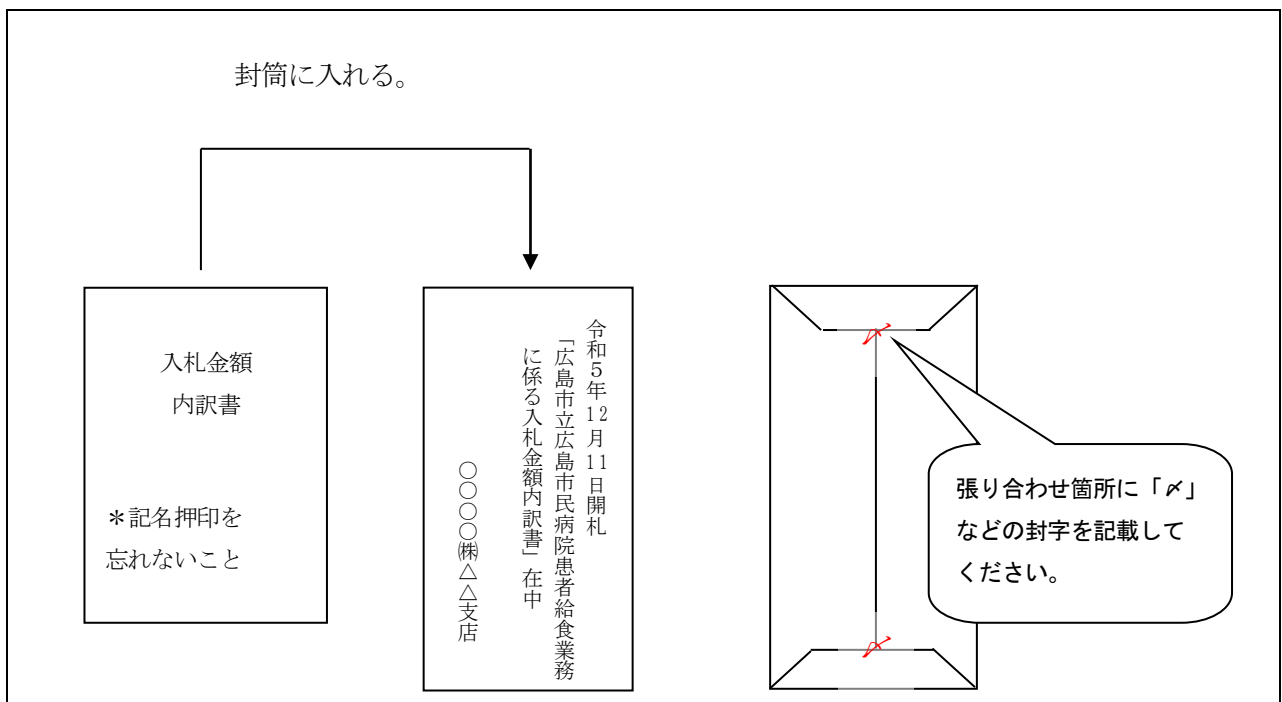 封筒に入れる。
入札金額
内訳書
＊記名押印を
忘れないこと
令和５年12月11日開札
「広島市立広島市民病院患者給食業務
に係る入札金額内訳書」在中
○○○○㈱△△支店
〆
張り合わせ箇所に「〆」
などの封字を記載して
ください。
〆